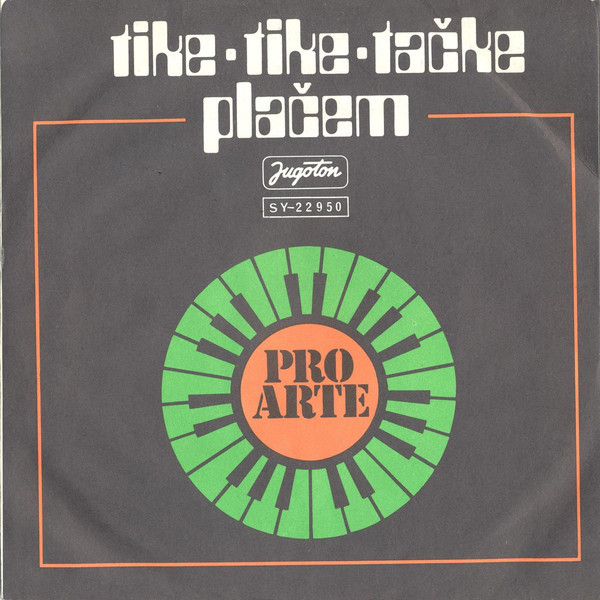 tike • tike • tačke
plačem
Jugoton
SY-22950
PRO
ARTE